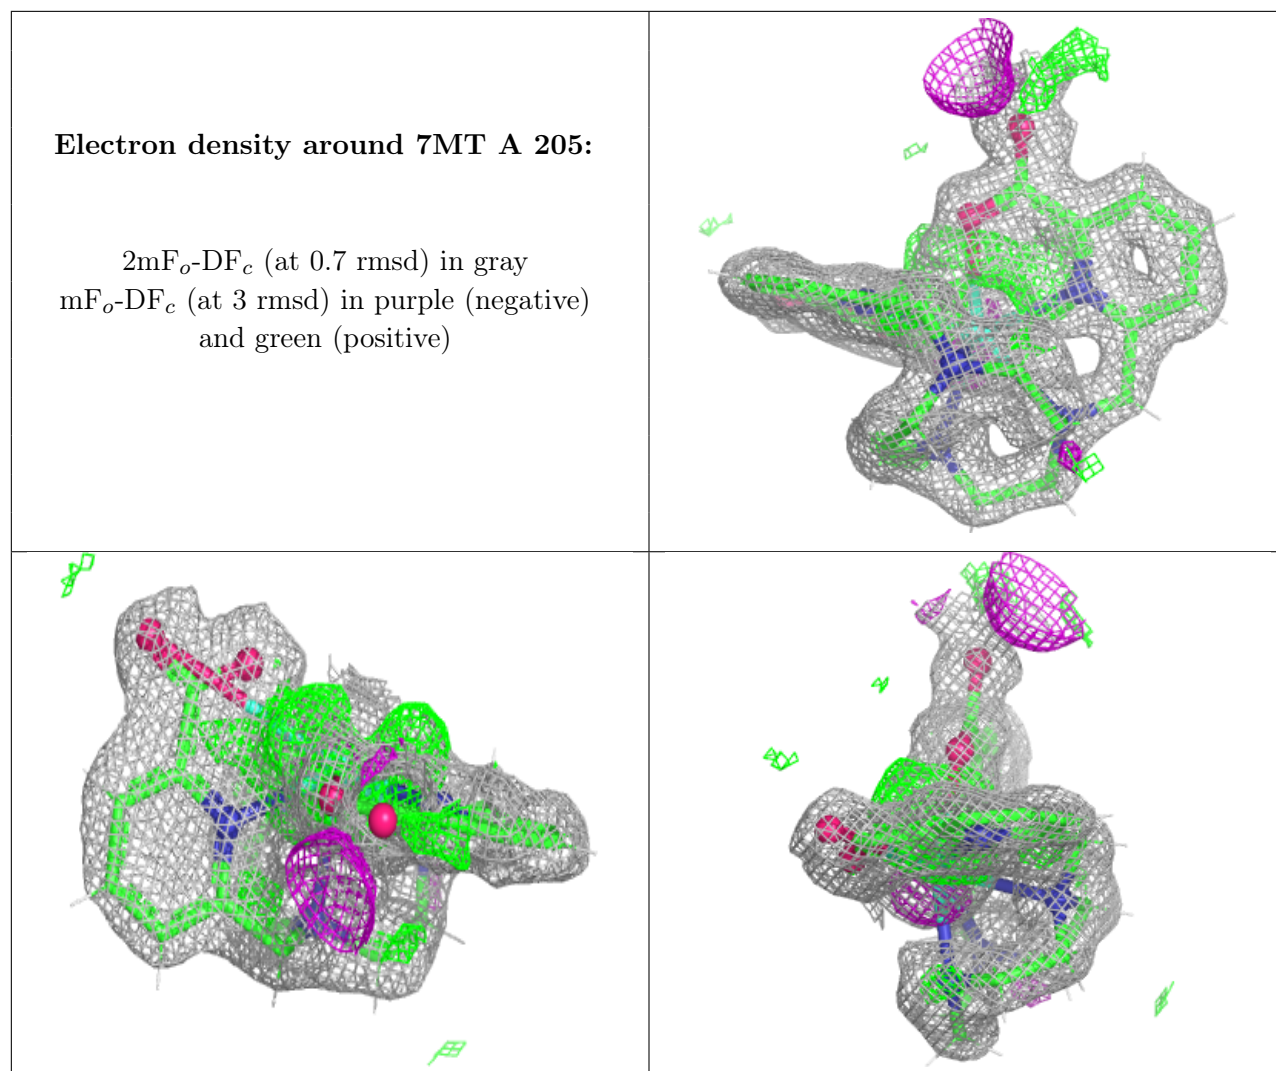 Electron density around 7MT A 205:
2mFo-DFc (at 0.7 rmsd) in gray
mFo-DFc (at 3 rmsd) in purple (negative)
and green (positive)